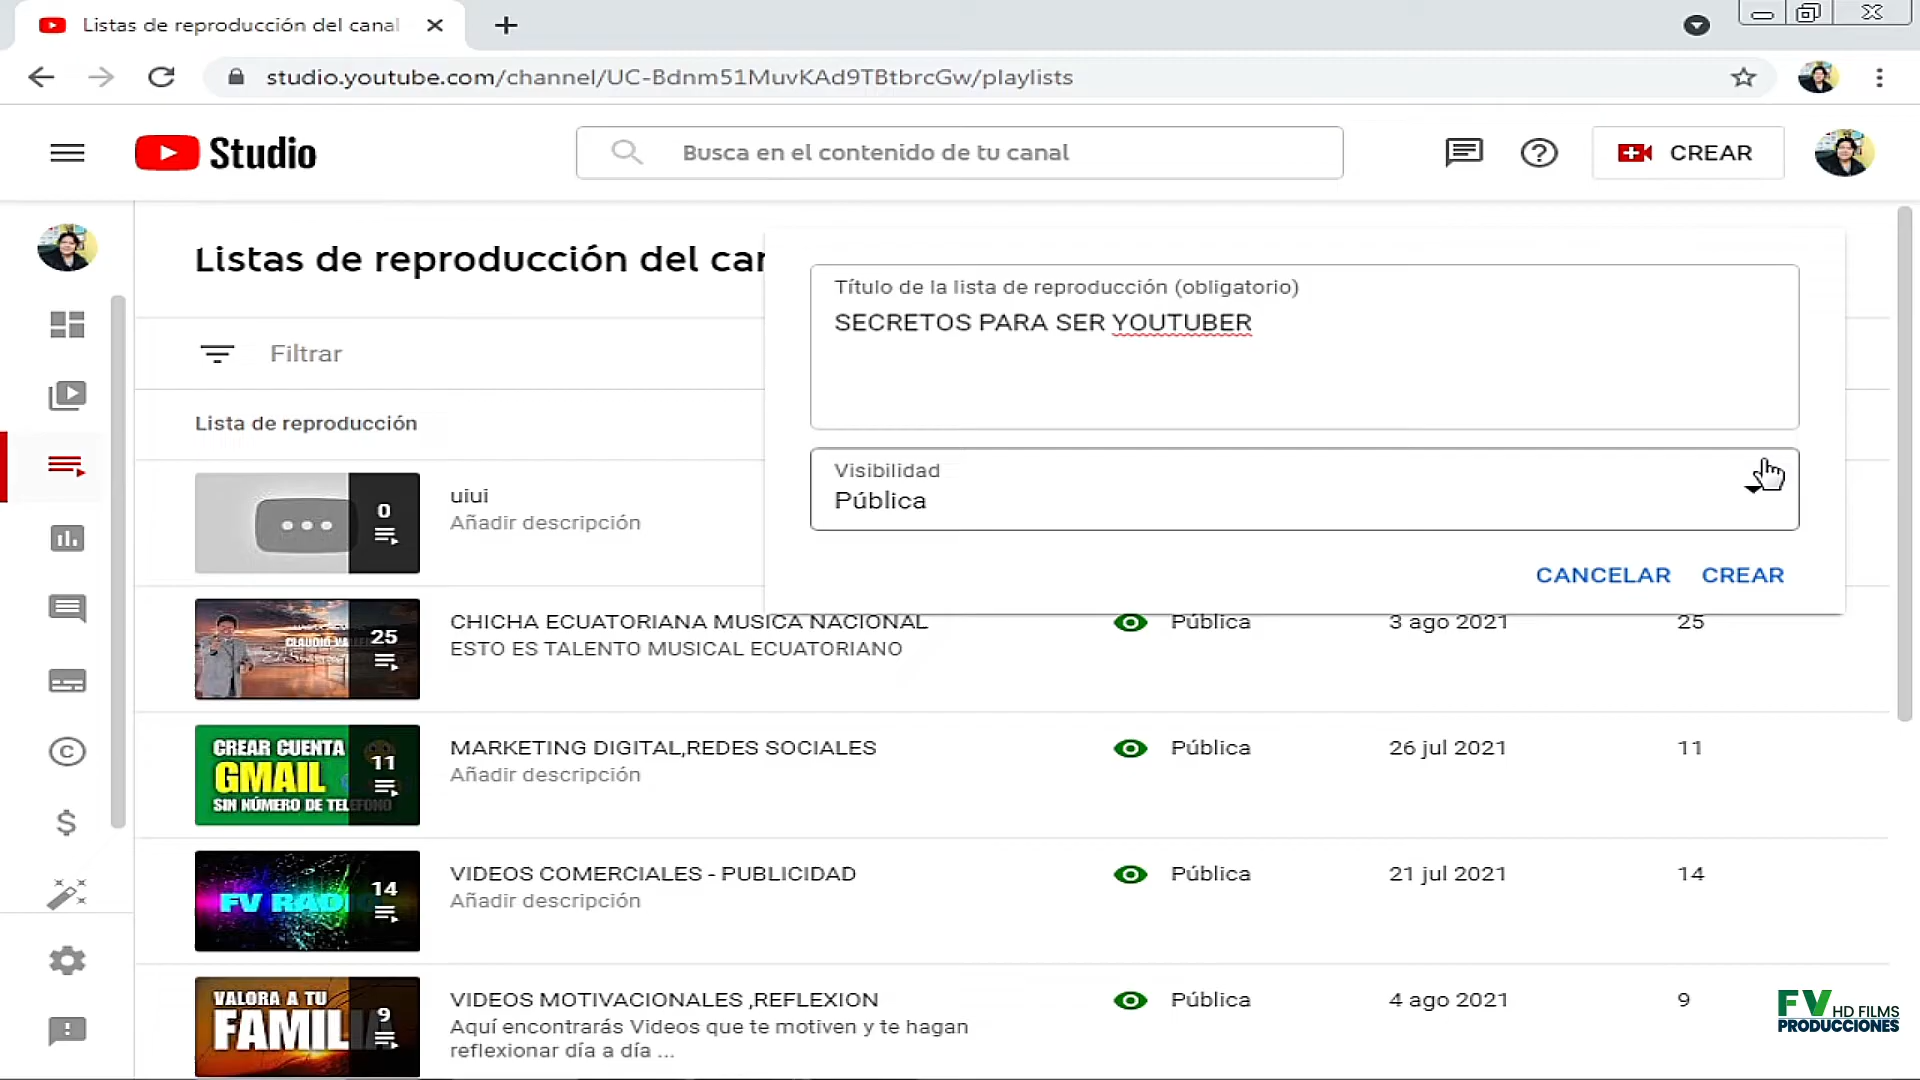 Listas de reproducción del canal
studio.youtube.com/channel/UC-Bdnm51MuvKAd9TBtbrcGw/playlists
Studio
Busca en el contenido de tu canal
CREAR
Listas de reproducción del can
Título de la lista de reproducción (obligatorio)
SECRETOS PARA SER YOUTUBER
Filtrar
Lista de reproducción
Visibilidad
Pública
CANCELAR CREAR
0
uiui
Añadir descripción
25
CHICHA ECUATORIANA MUSICA NACIONAL Pública 3 ago 2021 25
ESTO ES TALENTO MUSICAL ECUATORIANO
CREAR CUENTA
GMAIL
SIN NÚMERO DE TELEFONO
11
MARKETING DIGITAL,REDES SOCIALES Pública 26 jul 2021 11
Añadir descripción
FV RADIO
14
VIDEOS COMERCIALES - PUBLICIDAD Pública 21 jul 2021 14
Añadir descripción
VALORA A TU
FAMILIA
9
VIDEOS MOTIVACIONALES ,REFLEXION Pública 4 ago 2021 9
Aquí encontrarás Videos que te motiven y te hagan
reflexionar día a día ...
FV HD FILMS
PRODUCCIONES